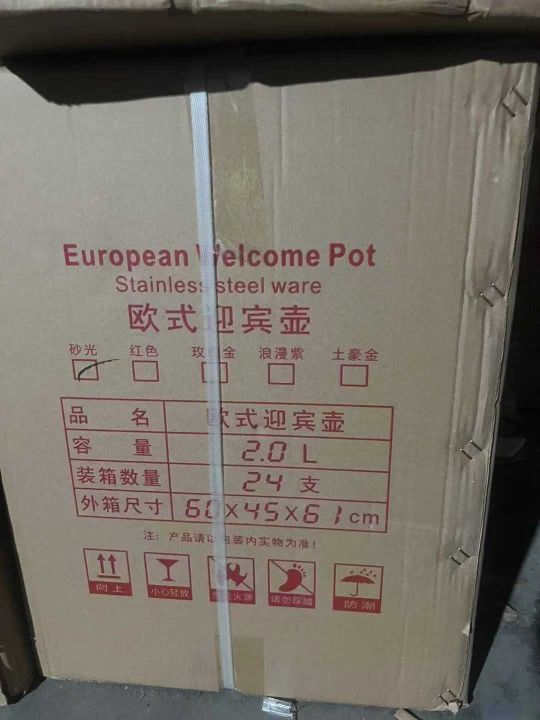 European Welcome Pot
Stainless steel ware
欧式迎宾壶
砂光 红色 玫瑰金 浪漫紫 土豪金
品 名 欧式迎宾壶
容 量 2.0 L
装箱数量 24 支
外箱尺寸 60X45X61cm
注: 产品请以包装内实物为准!
向上 小心轻放 火源 请勿踩踏 防潮